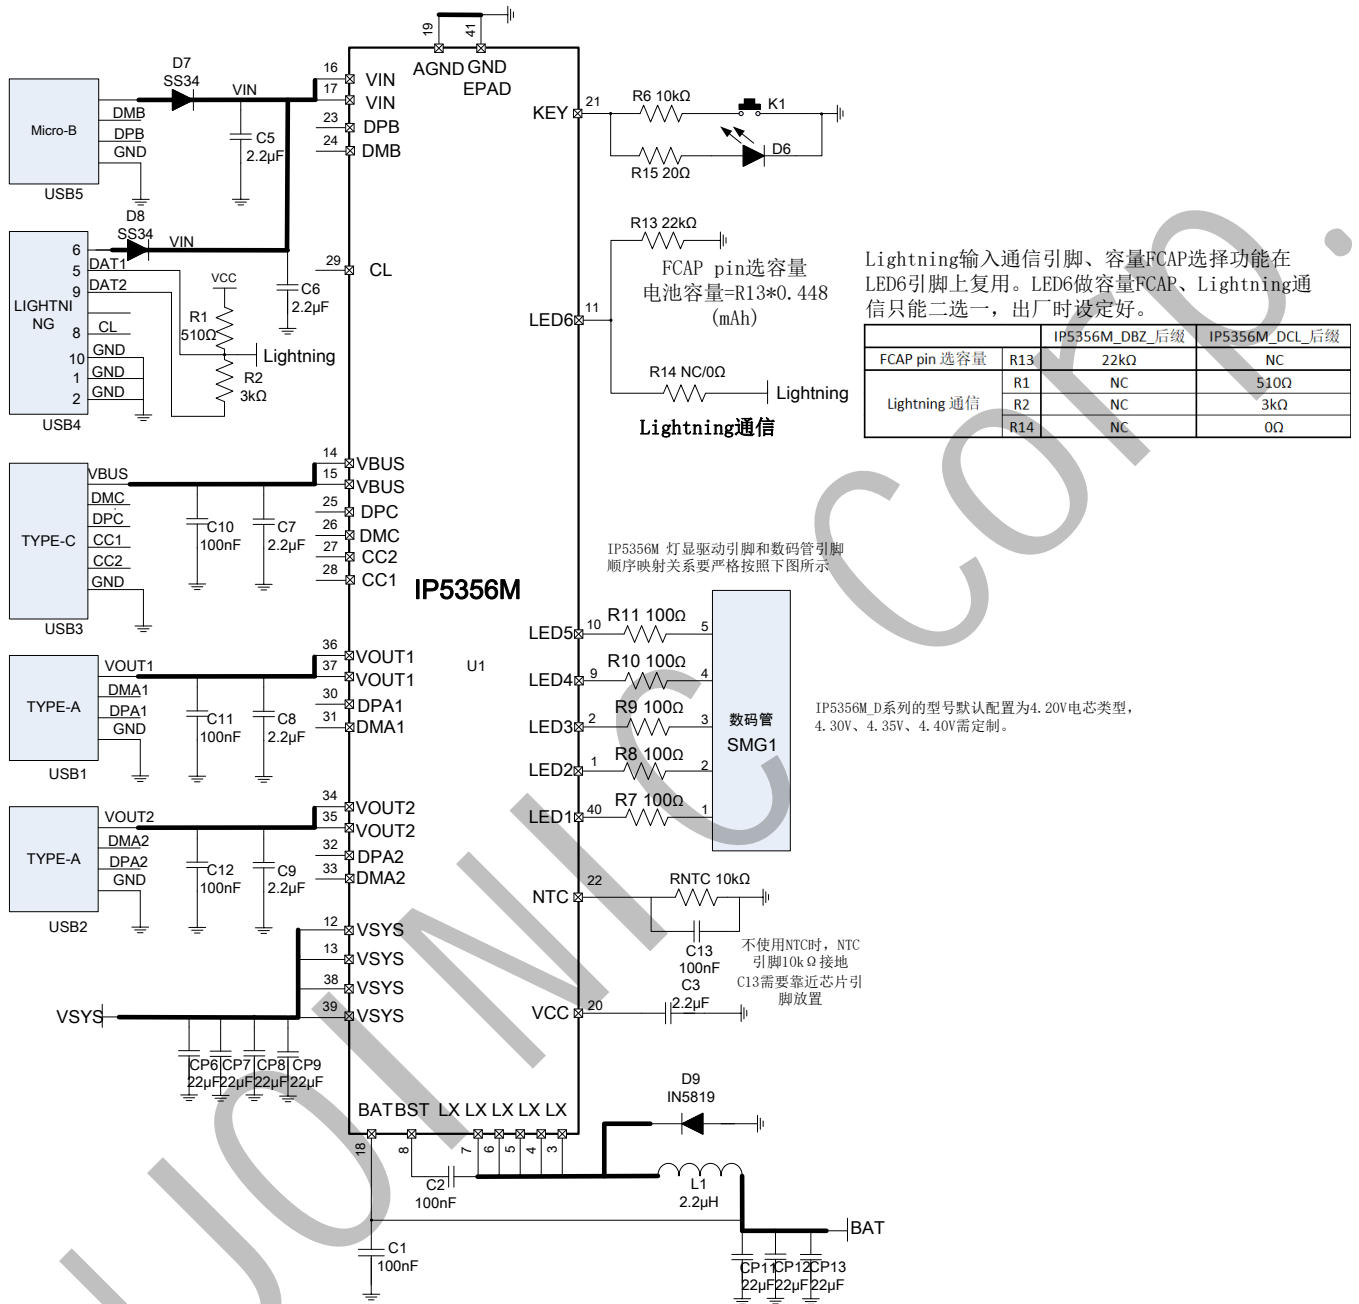 19
41
AGND GND
EPAD
D7
SS34
VIN
Micro-B
DMB
DPB
GND
USB5
C5
2.2μF
16
17
23
24
VIN
VIN
DPB
DMB
D8
SS34
VIN
LIGHTNI
NG
6
5
9
8
10
1
2
DAT1
DAT2
CL
GND
GND
GND
USB4
VCC
R1
510Ω
Lightning
R2
3kΩ
C6
2.2μF
29
CL
21
KEY
R6 10kΩ
K1
D6
R15 20Ω
R13 22kΩ
FCAP pin选容量
电池容量=R13*0.448
(mAh)
11
LED6
R14 NC/0Ω
Lightning
Lightning通信
Lightning输入通信引脚、容量FCAP选择功能在
LED6引脚上复用。LED6做容量FCAP、Lightning通
信只能二选一，出厂时设定好。
IP5356M_DBZ_后缀 IP5356M_DCL_后缀
FCAP pin 选容量 R13 22kΩ NC
Lightning 通信 R1 NC 510Ω
R2 NC 3kΩ
R14 NC 0Ω
TYPE-C
VBUS
DMC
DPC
CC1
CC2
GND
USB3
C10
100nF
C7
2.2μF
14
15
25
26
27
28
VBUS
VBUS
DPC
DMC
CC2
CC1
IP5356M
U1
IP5356M 灯显驱动引脚和数码管引脚
顺序映射关系要严格按照下图所示
TYPE-A
VOUT1
DMA1
DPA1
GND
USB1
C11
100nF
C8
2.2μF
36
37
30
31
VOUT1
VOUT1
DPA1
DMA1
LED5 10 R11 100Ω 5
LED4 9 R10 100Ω 4
LED3 2 R9 100Ω 3
LED2 1 R8 100Ω 2
LED1 40 R7 100Ω 1
数码管
SMG1
IP5356M_D系列的型号默认配置为4.20V电芯类型，
4.30V、4.35V、4.40V需定制。
TYPE-A
VOUT2
DMA2
DPA2
GND
USB2
C12
100nF
C9
2.2μF
34
35
32
33
VOUT2
VOUT2
DPA2
DMA2
NTC 22
RNTC 10kΩ
C13
100nF
不使用NTC时，NTC
引脚10kΩ接地
C13需要靠近芯片引
脚放置
VCC 20
C3
2.2μF
12
13
38
39
VSYS
VSYS
VSYS
VSYS
VSYS
CP6 CP7 CP8 CP9
22μF 22μF 22μF 22μF
BAT BST LX LX LX LX LX
18
8
7
6
5
4
3
D9
IN5819
C2
100nF
L1
2.2μH
C1
100nF
BAT
CP11 CP12 CP13
22μF 22μF 22μF
INJOINIC Corp.